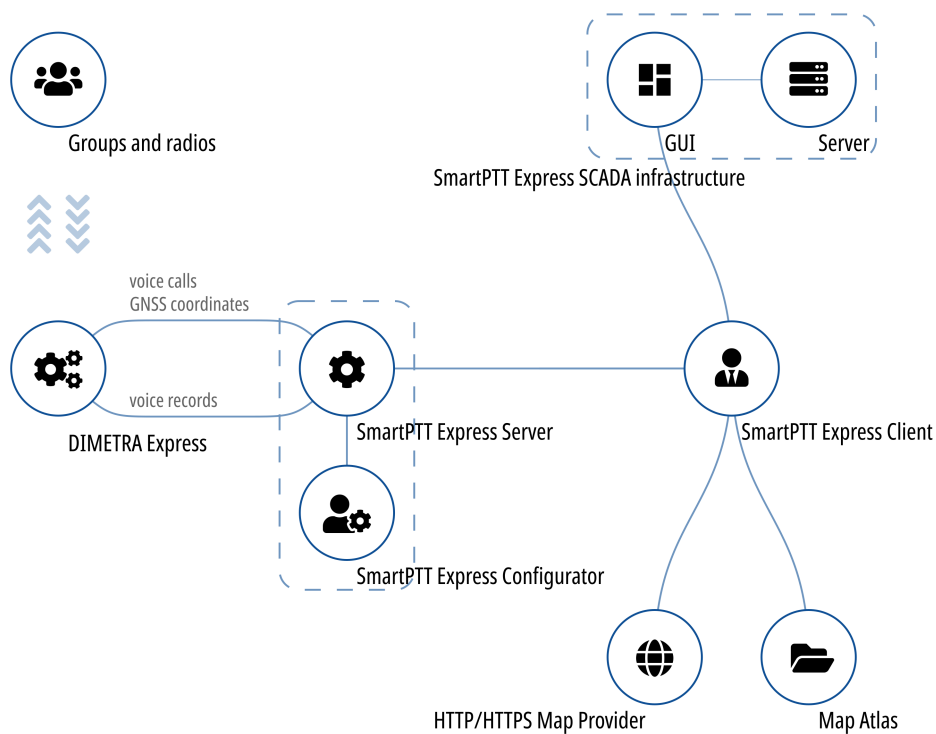 Groups and radios
GUI
Server
SmartPTT Express SCADA infrastructure
voice calls
GNSS coordinates
voice records
DIMETRA Express
SmartPTT Express Server
SmartPTT Express Client
SmartPTT Express Configurator
HTTP/HTTPS Map Provider
Map Atlas